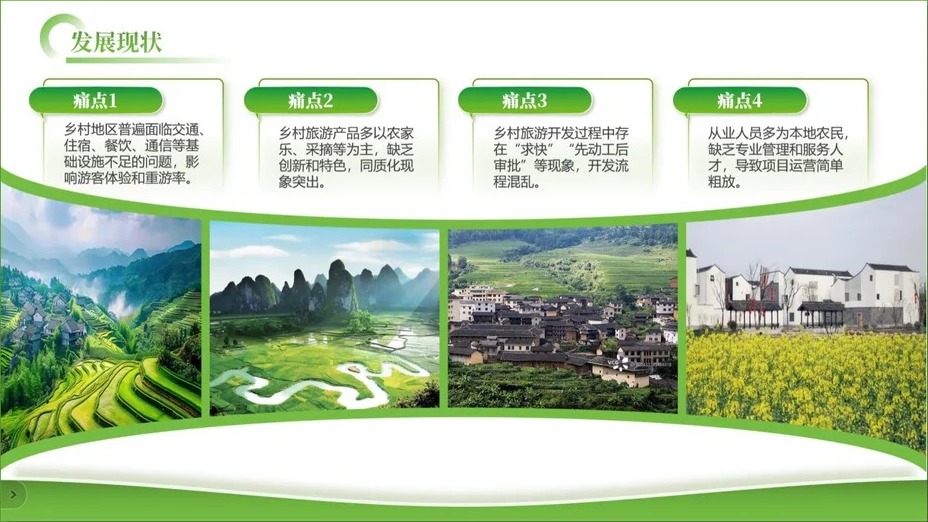 发展现状
痛点1
乡村地区普遍面临交通、
住宿、餐饮、通信等基
础设施不足的问题，影
响游客体验和重游率。
痛点2
乡村旅游产品多以农家
乐、采摘等为主，缺乏
创新和特色，同质化现
象突出。
痛点3
乡村旅游开发过程中存
在“求快”“先动工后
审批”等现象，开发流
程混乱。
痛点4
从业人员多为本地农民，
缺乏专业管理和服务人
才，导致项目运营简单
粗放。